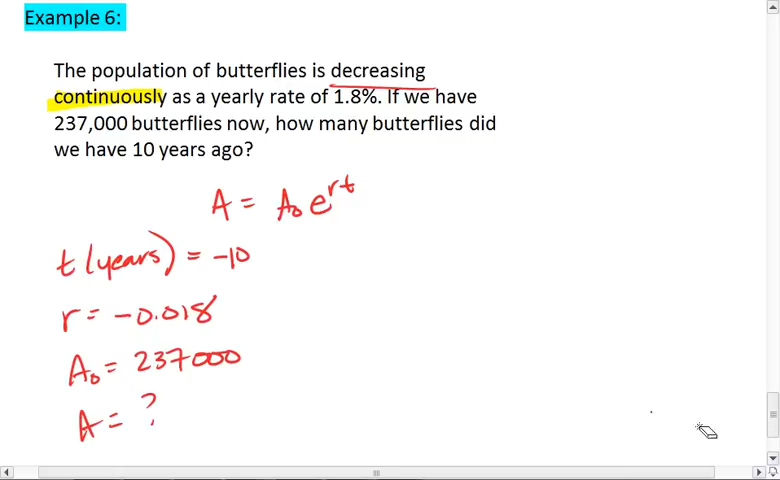 Example 6:
The population of butterflies is decreasing
continuously as a yearly rate of 1.8%. If we have
237,000 butterflies now, how many butterflies did
we have 10 years ago?
A = A₀ e^rt
t (years) = -10
r = -0.018
A₀ = 237000
A = ?